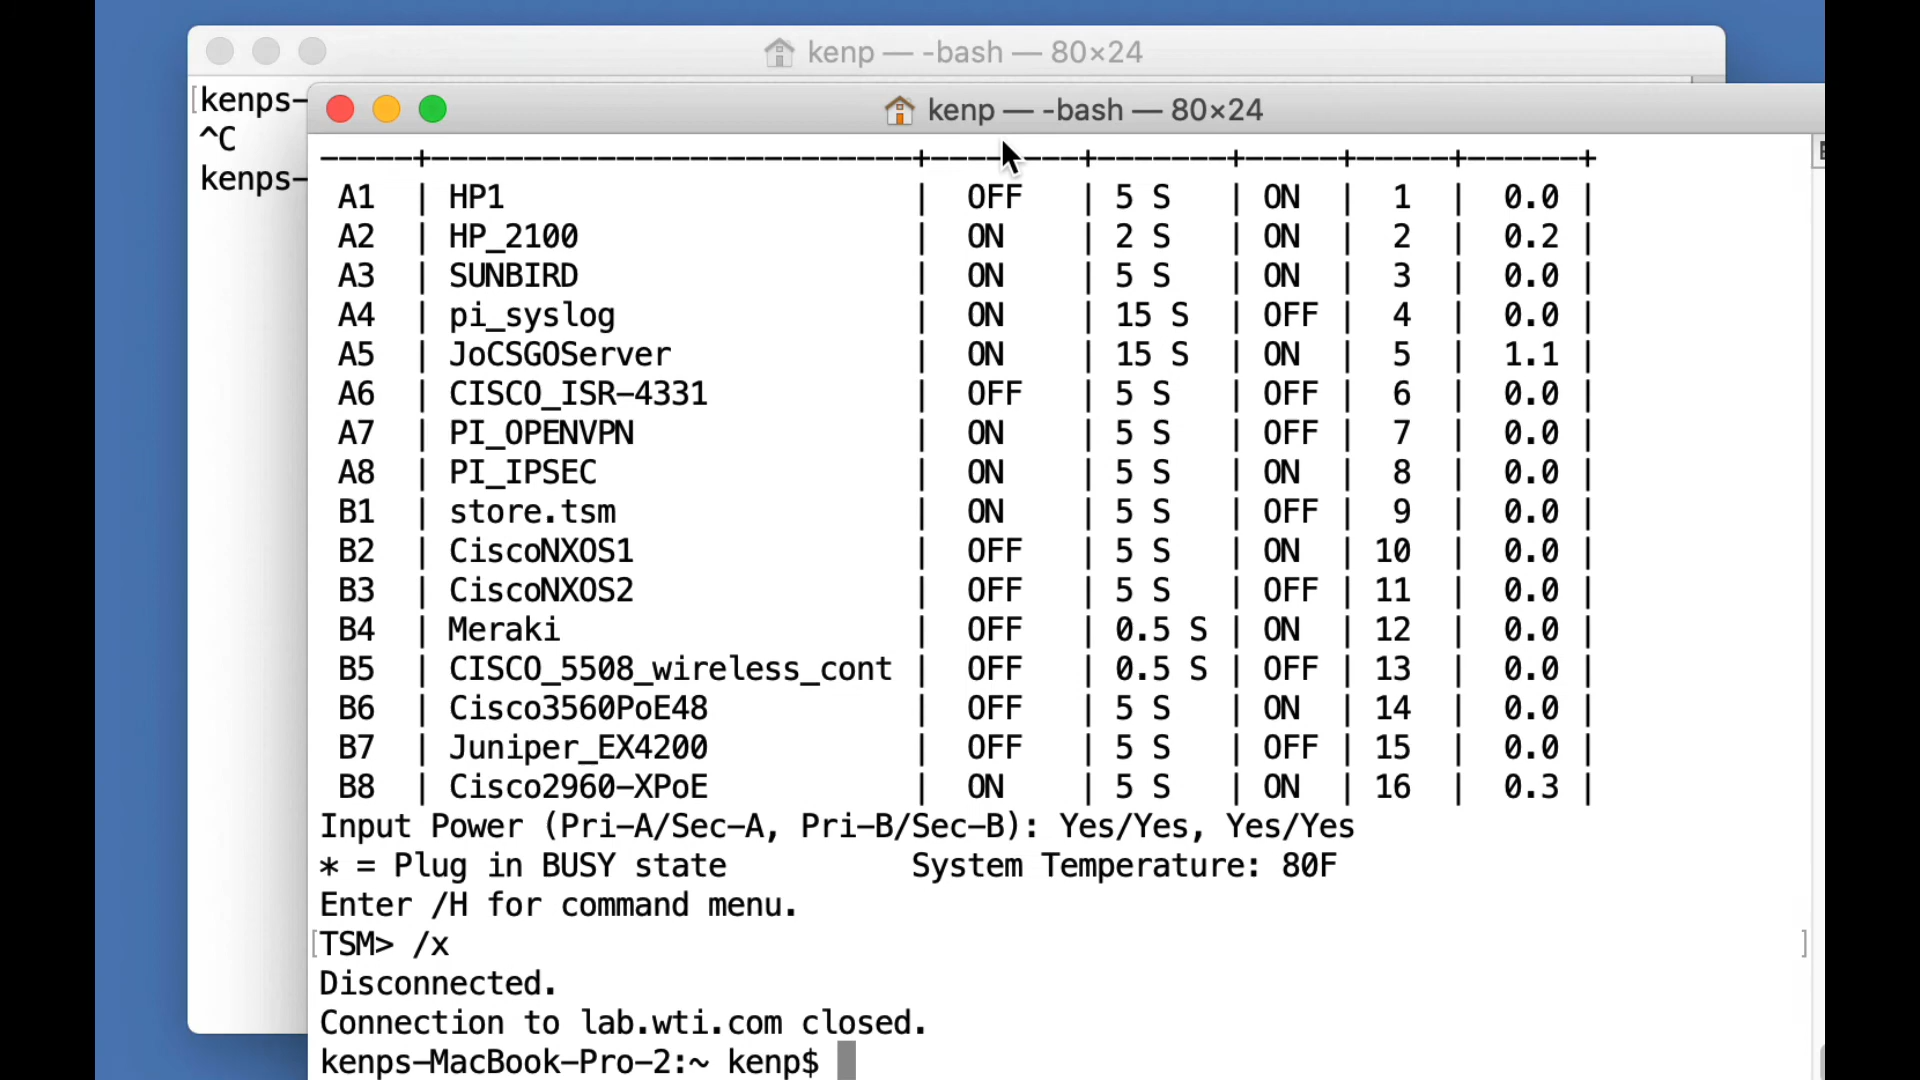 kenp — -bash — 80×24
kenps-
^C
kenps-
kenp — -bash — 80×24
-----+--------------------------+--------+-------+-----+-----+------+
A1 | HP1 | OFF | 5 S | ON | 1 | 0.0 |
A2 | HP_2100 | ON | 2 S | ON | 2 | 0.2 |
A3 | SUNBIRD | ON | 5 S | ON | 3 | 0.0 |
A4 | pi_syslog | ON | 15 S | OFF | 4 | 0.0 |
A5 | JoCSGOServer | ON | 15 S | ON | 5 | 1.1 |
A6 | CISCO_ISR-4331 | OFF | 5 S | OFF | 6 | 0.0 |
A7 | PI_OPENVPN | ON | 5 S | OFF | 7 | 0.0 |
A8 | PI_IPSEC | ON | 5 S | ON | 8 | 0.0 |
B1 | store.tsm | ON | 5 S | OFF | 9 | 0.0 |
B2 | CiscoNXOS1 | OFF | 5 S | ON | 10 | 0.0 |
B3 | CiscoNXOS2 | OFF | 5 S | OFF | 11 | 0.0 |
B4 | Meraki | OFF | 0.5 S | ON | 12 | 0.0 |
B5 | CISCO_5508_wireless_cont | OFF | 0.5 S | OFF | 13 | 0.0 |
B6 | Cisco3560PoE48 | OFF | 5 S | ON | 14 | 0.0 |
B7 | Juniper_EX4200 | OFF | 5 S | OFF | 15 | 0.0 |
B8 | Cisco2960-XPoE | ON | 5 S | ON | 16 | 0.3 |
Input Power (Pri-A/Sec-A, Pri-B/Sec-B): Yes/Yes, Yes/Yes
* = Plug in BUSY state System Temperature: 80F
Enter /H for command menu.
[TSM> /x ]
Disconnected.
Connection to lab.wti.com closed.
kenps-MacBook-Pro-2:~ kenp$